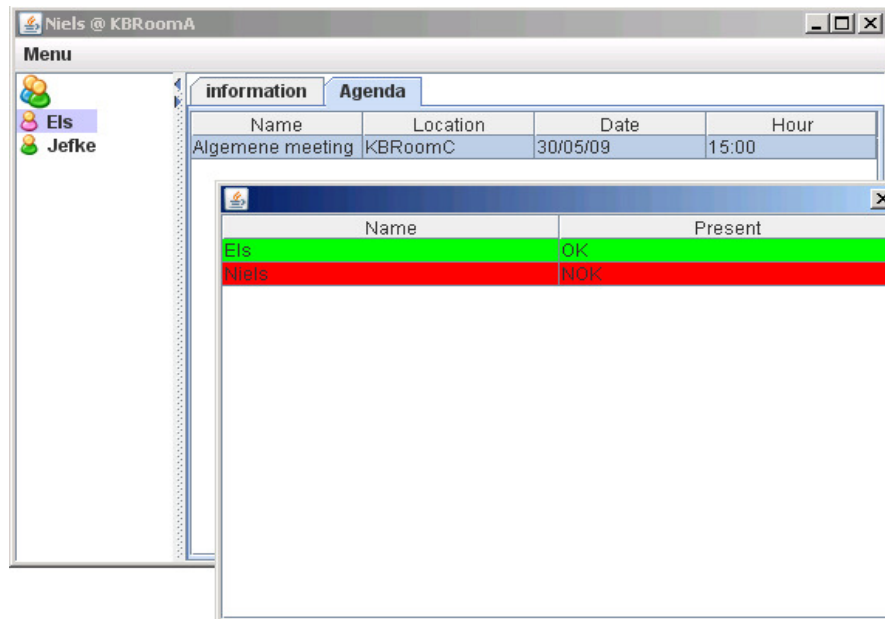 Niels @ KBRoomA
Menu
Els
Jefke
information Agenda
Name Location Date Hour
Algemene meeting KBRoomC 30/05/09 15:00
Name Present
Els OK
Niels NOK